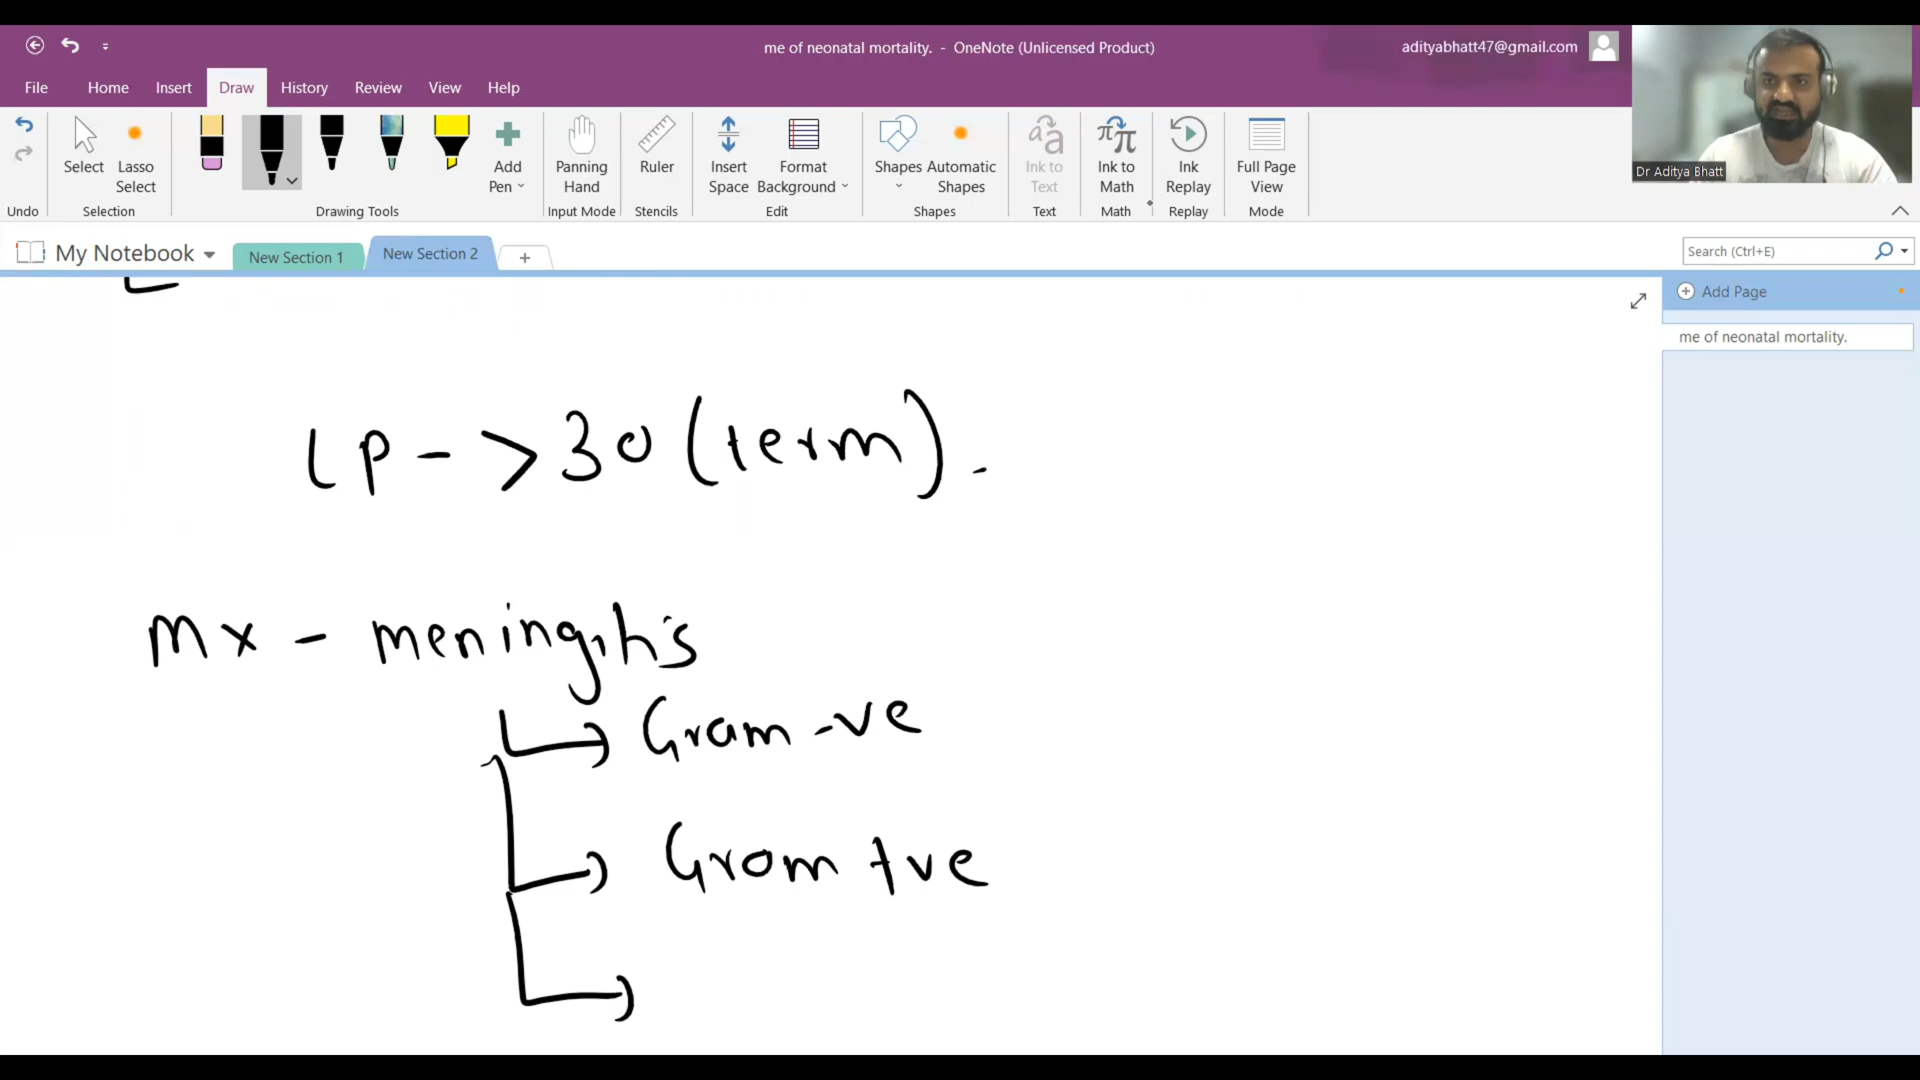 me of neonatal mortality. - OneNote (Unlicensed Product)
adityabhatt47@gmail.com
File Home Insert Draw History Review View Help
Select
Lasso Select
Add Pen
Panning Hand
Ruler
Insert Space
Format Background
Shapes
Automatic Shapes
Ink to Text
Ink to Math
Ink Replay
Full Page View
Dr Aditya Bhatt
Undo
Selection
Drawing Tools
Input Mode
Stencils
Edit
Shapes
Text
Math
Replay
Mode
My Notebook
New Section 1
New Section 2
Search (Ctrl+E)
Add Page
me of neonatal mortality.
LP - >30 (term).
Mx - meningitis
Gram -ve
Gram +ve